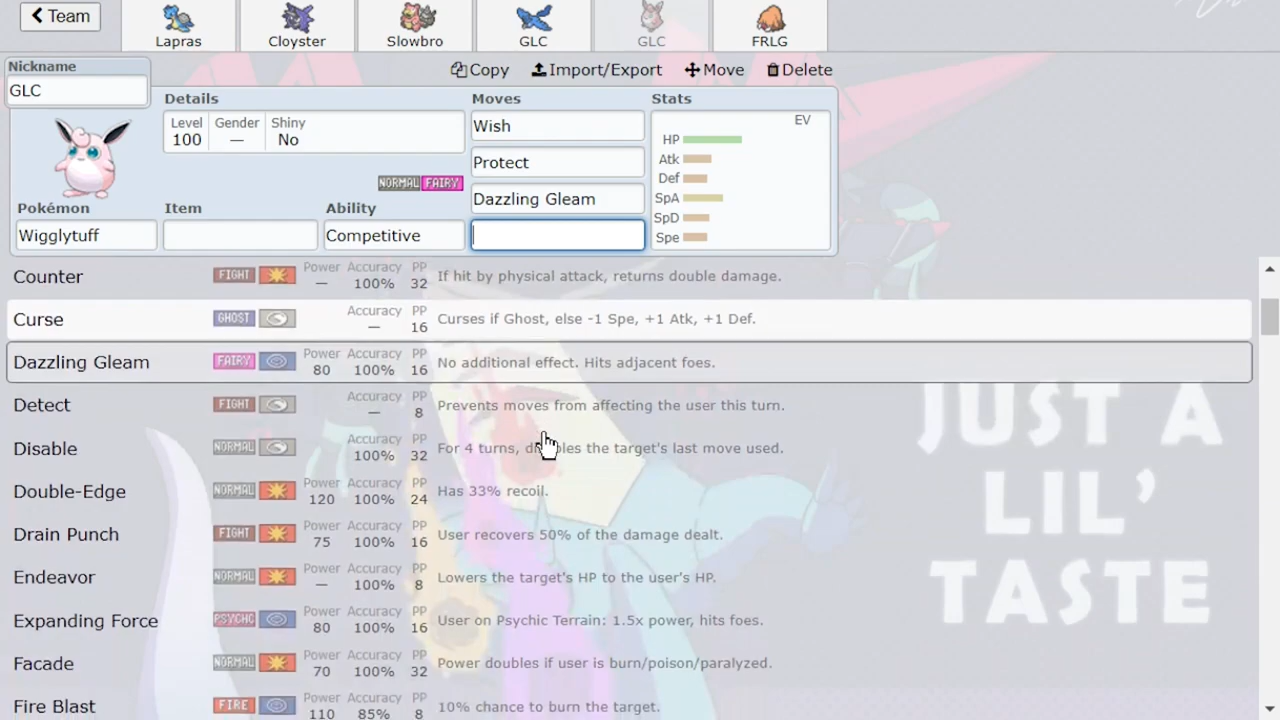 Team
Lapras
Cloyster
Slowbro
GLC
GLC
FRLG
Nickname
GLC
Copy
Import/Export
Move
Delete
Details
Level
100
Gender
—
Shiny
No
NORMAL FAIRY
Pokémon
Wigglytuff
Item
Ability
Competitive
Moves
Wish
Protect
Dazzling Gleam
Stats
EV
HP
Atk
Def
SpA
SpD
Spe
Counter FIGHT Power — Accuracy 100% PP 32 If hit by physical attack, returns double damage.
Curse GHOST Accuracy — PP 16 Curses if Ghost, else -1 Spe, +1 Atk, +1 Def.
Dazzling Gleam FAIRY Power 80 Accuracy 100% PP 16 No additional effect. Hits adjacent foes.
Detect FIGHT Accuracy — PP 8 Prevents moves from affecting the user this turn.
Disable NORMAL Accuracy 100% PP 32 For 4 turns, the target's last move used.
Double-Edge NORMAL Power 120 Accuracy 100% PP 24 Has 33% recoil.
Drain Punch FIGHT Power 75 Accuracy 100% PP 16 User recovers 50% of the damage dealt.
Endeavor NORMAL Power — Accuracy 100% PP 8 Lowers the target's HP to the user's HP.
Expanding Force PSYCHC Power 80 Accuracy 100% PP 16 User on Psychic Terrain: 1.5x power, hits foes.
Facade NORMAL Power 70 Accuracy 100% PP 32 Power doubles if user is burn/poison/paralyzed.
Fire Blast FIRE Power 110 Accuracy 85% PP 8 10% chance to burn the target.
JUST A
LIL'
TASTE